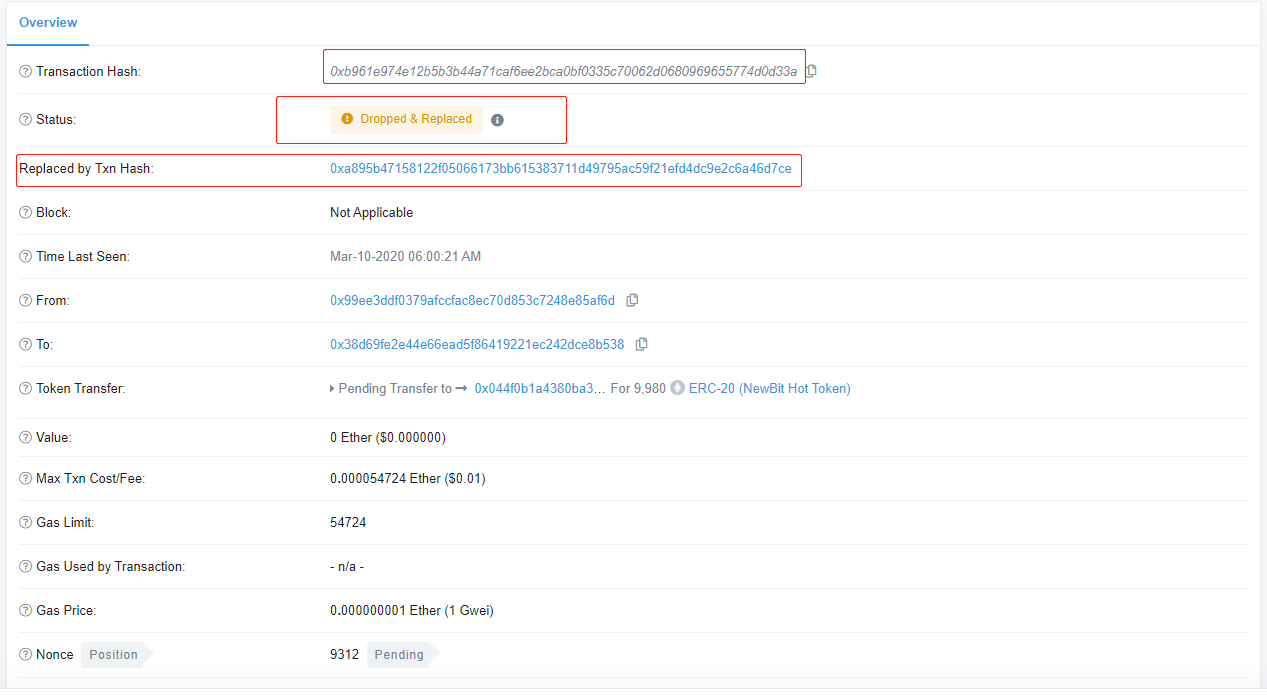 Overview
Transaction Hash: 0xb961e974e12b5b3b44a71caf6ee2bca0bf0335c70062d0680969655774d0d33a
Status: Dropped & Replaced
Replaced by Txn Hash: 0xa895b47158122f05066173bb615383711d49795ac59f21efd4dc9e2c6a46d7ce
Block: Not Applicable
Time Last Seen: Mar-10-2020 06:00:21 AM
From: 0x99ee3ddf0379afccfac8ec70d853c7248e85af6d
To: 0x38d69fe2e44e66ead5f86419221ec242dce8b538
Token Transfer: Pending Transfer to → 0x044f0b1a4380ba3... For 9,980 ERC-20 (NewBit Hot Token)
Value: 0 Ether ($0.000000)
Max Txn Cost/Fee: 0.000054724 Ether ($0.01)
Gas Limit: 54724
Gas Used by Transaction: - n/a -
Gas Price: 0.000000001 Ether (1 Gwei)
Nonce Position 9312 Pending